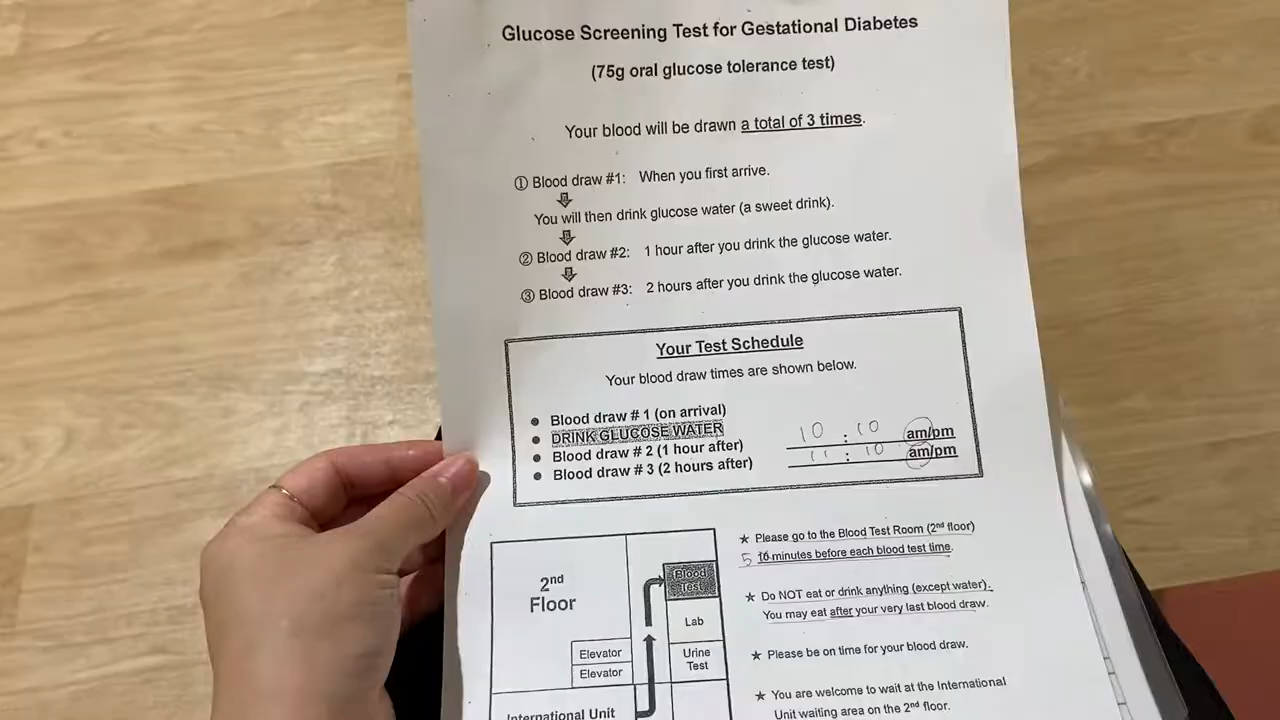 Glucose Screening Test for Gestational Diabetes
(75g oral glucose tolerance test)
Your blood will be drawn a total of 3 times.
① Blood draw #1: When you first arrive.
You will then drink glucose water (a sweet drink).
② Blood draw #2: 1 hour after you drink the glucose water.
③ Blood draw #3: 2 hours after you drink the glucose water.
Your Test Schedule
Your blood draw times are shown below.
● Blood draw # 1 (on arrival)
● DRINK GLUCOSE WATER
● Blood draw # 2 (1 hour after) 10 : 10 am/pm
● Blood draw # 3 (2 hours after) 11 : 10 am/pm
2nd
Floor
Elevator
Elevator
International Unit
Blood
Test
Lab
Urine
Test
★ Please go to the Blood Test Room (2nd floor)
5 10 minutes before each blood test time.
★ Do NOT eat or drink anything (except water).
You may eat after your very last blood draw.
★ Please be on time for your blood draw.
★ You are welcome to wait at the International
Unit waiting area on the 2nd floor.